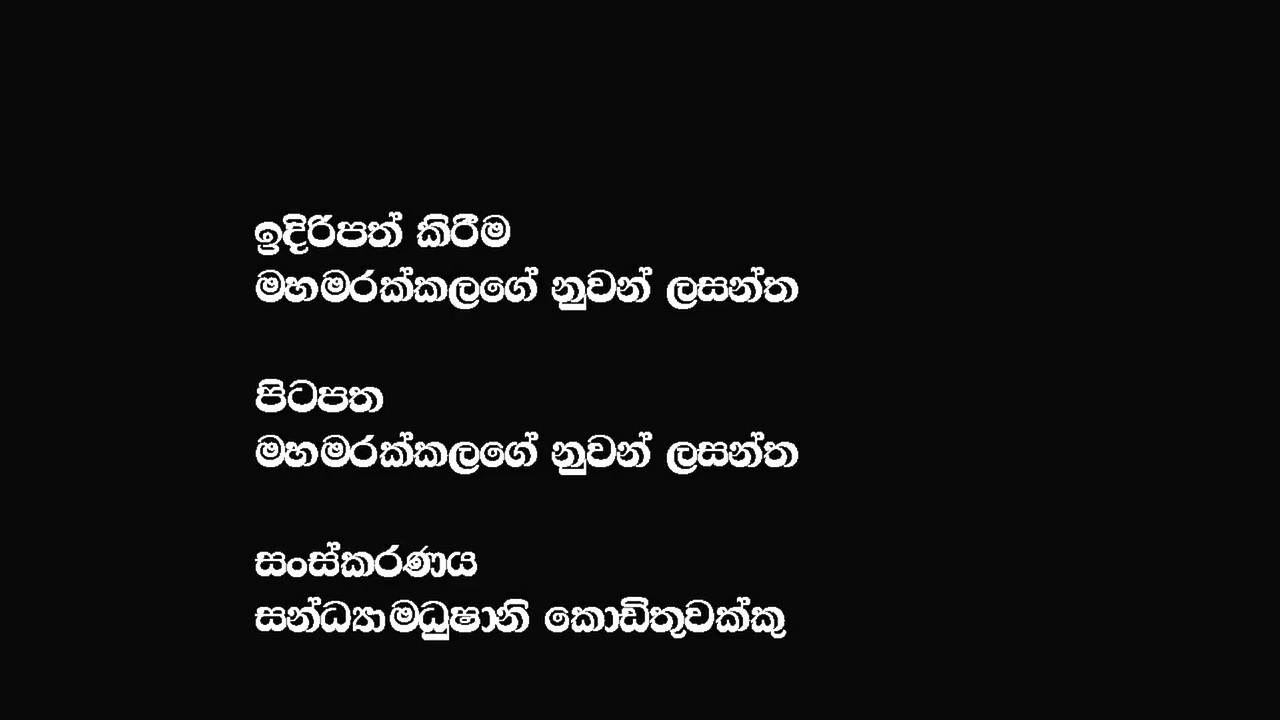 ඉදිරිපත් කිරීම
මහමරක්කලගේ නුවන් ලසන්ත
පිටපත
මහමරක්කලගේ නුවන් ලසන්ත
සංස්කරණය
සන්ධ්‍යාමධුෂානි කොඩිතුවක්කු